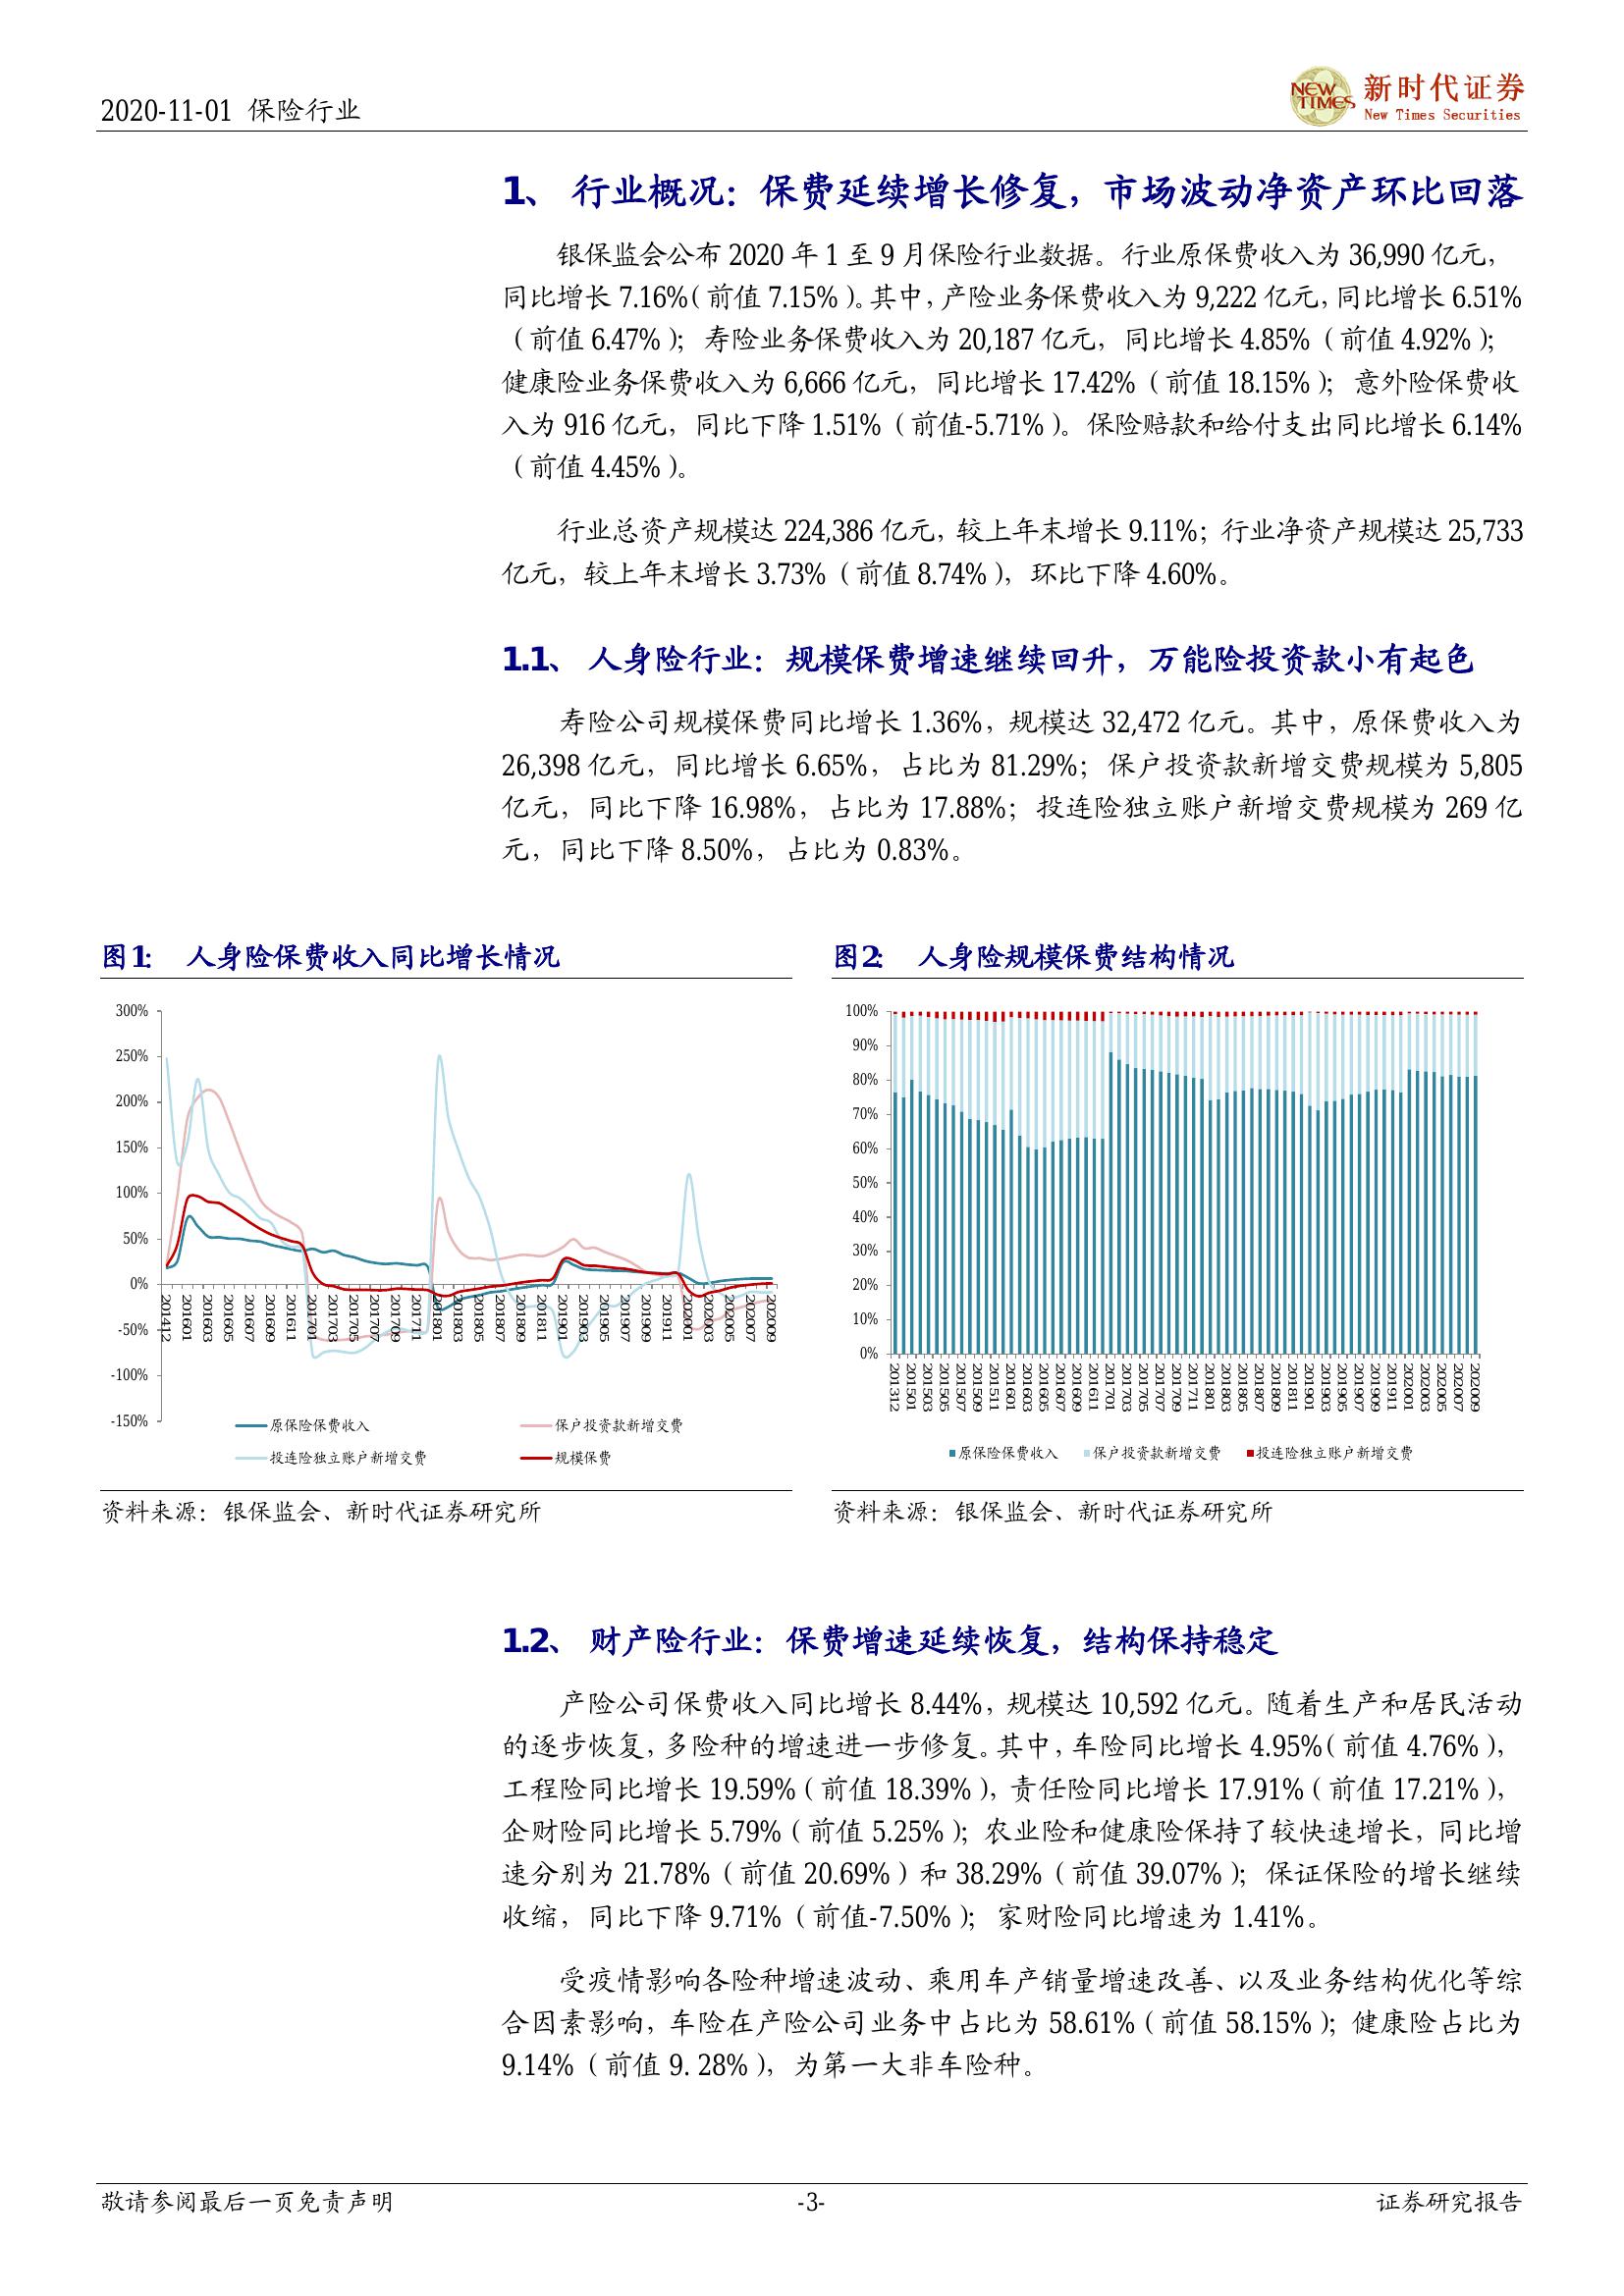 2020-11-01 保险行业
NEW TIMES
新时代证券
New Times Securities
1、 行业概况：保费延续增长修复，市场波动净资产环比回落
银保监会公布 2020 年 1 至 9 月保险行业数据。行业原保费收入为 36,990 亿元，
同比增长 7.16%（前值 7.15%）。其中，产险业务保费收入为 9,222 亿元，同比增长 6.51%
（前值 6.47%）；寿险业务保费收入为 20,187 亿元，同比增长 4.85%（前值 4.92%）；
健康险业务保费收入为 6,666 亿元，同比增长 17.42%（前值 18.15%）；意外险保费收
入为 916 亿元，同比下降 1.51%（前值-5.71%）。保险赔款和给付支出同比增长 6.14%
（前值 4.45%）。
行业总资产规模达 224,386 亿元，较上年末增长 9.11%；行业净资产规模达 25,733
亿元，较上年末增长 3.73%（前值 8.74%），环比下降 4.60%。
1.1、 人身险行业：规模保费增速继续回升，万能险投资款小有起色
寿险公司规模保费同比增长 1.36%，规模达 32,472 亿元。其中，原保费收入为
26,398 亿元，同比增长 6.65%，占比为 81.29%；保户投资款新增交费规模为 5,805
亿元，同比下降 16.98%，占比为 17.88%；投连险独立账户新增交费规模为 269 亿
元，同比下降 8.50%，占比为 0.83%。
图1： 人身险保费收入同比增长情况
300%
250%
200%
150%
100%
50%
0%
-50%
-100%
-150%
201412 201601 201603 201605 201607 201609 201611 201701 201703 201705 201707 201709 201711 201801 201803 201805 201807 201809 201811 201901 201903 201905 201907 201909 201911 202001 202003 202005 202007 202009
原保险保费收入 保户投资款新增交费
投连险独立账户新增交费 规模保费
资料来源：银保监会、新时代证券研究所
图2： 人身险规模保费结构情况
100%
90%
80%
70%
60%
50%
40%
30%
20%
10%
0%
201312 201501 201503 201505 201507 201509 201511 201601 201603 201605 201607 201609 201611 201701 201703 201705 201707 201709 201711 201801 201803 201805 201807 201809 201811 201901 201903 201905 201907 201909 201911 202001 202003 202005 202007 202009
原保险保费收入 保户投资款新增交费 投连险独立账户新增交费
资料来源：银保监会、新时代证券研究所
1.2、 财产险行业：保费增速延续恢复，结构保持稳定
产险公司保费收入同比增长 8.44%，规模达 10,592 亿元。随着生产和居民活动
的逐步恢复，多险种的增速进一步修复。其中，车险同比增长 4.95%（前值 4.76%），
工程险同比增长 19.59%（前值 18.39%），责任险同比增长 17.91%（前值 17.21%），
企财险同比增长 5.79%（前值 5.25%）；农业险和健康险保持了较快速增长，同比增
速分别为 21.78%（前值 20.69%）和 38.29%（前值 39.07%）；保证保险的增长继续
收缩，同比下降 9.71%（前值-7.50%）；家财险同比增速为 1.41%。
受疫情影响各险种增速波动、乘用车产销量增速改善、以及业务结构优化等综
合因素影响，车险在产险公司业务中占比为 58.61%（前值 58.15%）；健康险占比为
9.14%（前值 9. 28%），为第一大非车险种。
敬请参阅最后一页免责声明 -3- 证券研究报告